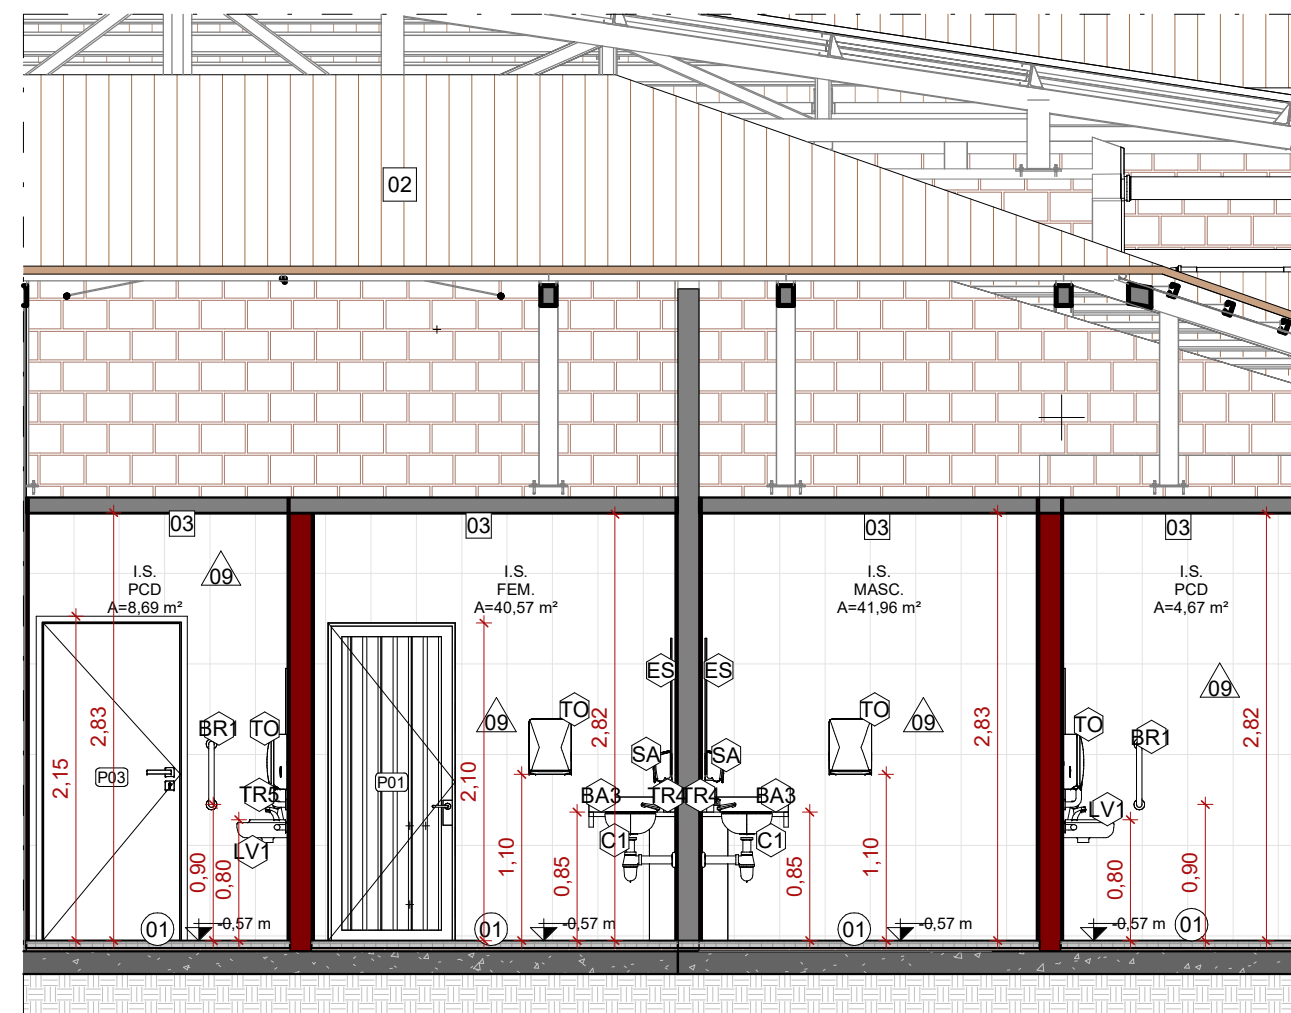 02
03
03
03
03
I.S.
PCD
A=8,69 m²
09
I.S.
FEM.
A=40,57 m²
I.S.
MASC.
A=41,96 m²
I.S.
PCD
A=4,67 m²
ES
ES
09
2,83
BR1
TO
09
TO
2,82
TO
09
2,83
TO
BR1
2,82
2,15
P03
P01
2,10
SA
SA
TR5
BA3
TR4
TR4
BA3
LV1
LV1
C1
C1
0,90
0,80
1,10
0,85
0,85
1,10
0,80
0,90
01
-0,57 m
01
-0,57 m
01
-0,57 m
-0,57 m
01